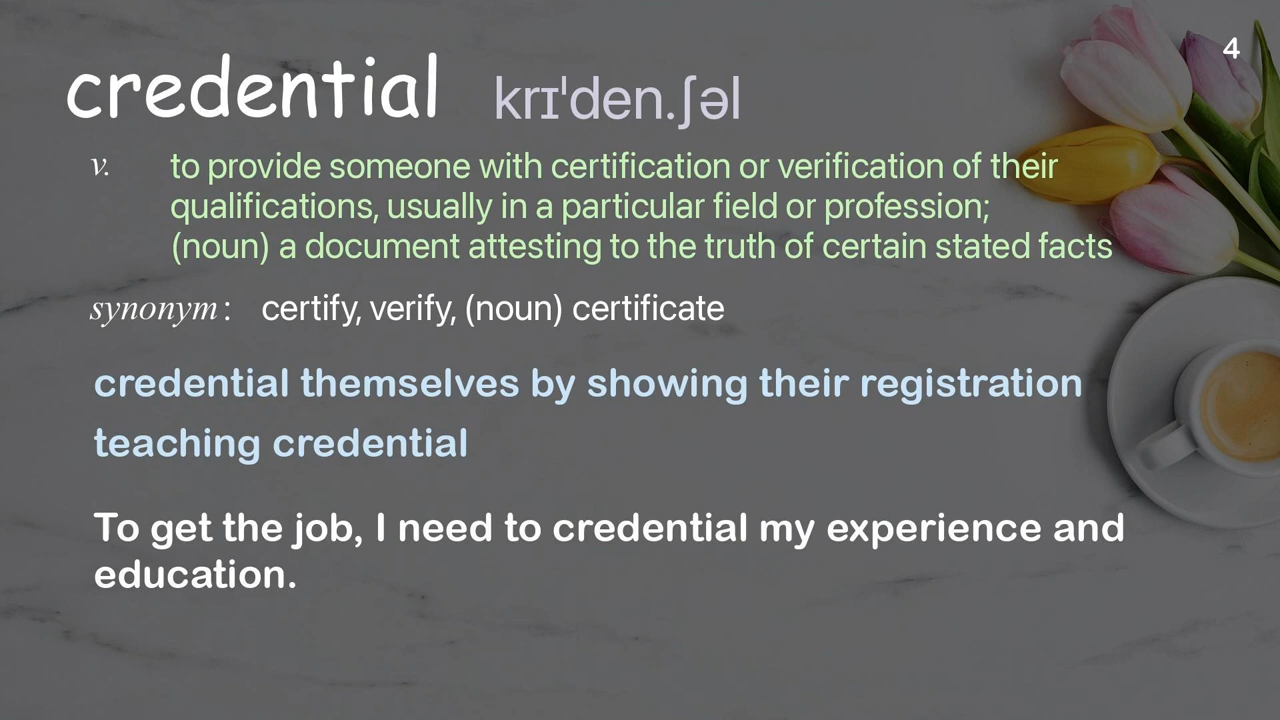 4
credential krɪˈden.ʃəl
v. to provide someone with certification or verification of their
qualifications, usually in a particular field or profession;
(noun) a document attesting to the truth of certain stated facts
synonym: certify, verify, (noun) certificate
credential themselves by showing their registration
teaching credential
To get the job, I need to credential my experience and
education.